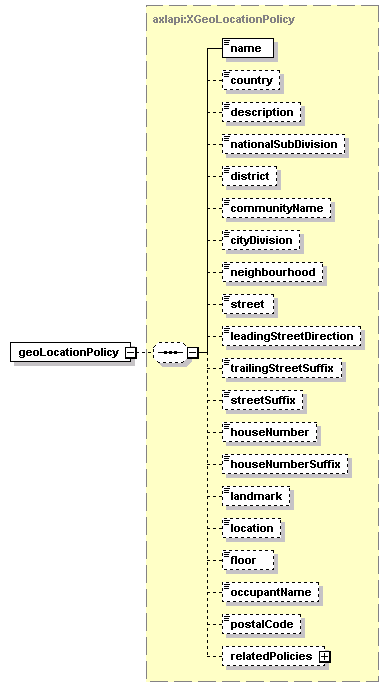 axlapi:XGeoLocationPolicy
name
country
description
nationalSubDivision
district
communityName
cityDivision
neighbourhood
street
geoLocationPolicy
leadingStreetDirection
trailingStreetSuffix
streetSuffix
houseNumber
houseNumberSuffix
landmark
location
floor
occupantName
postalCode
relatedPolicies